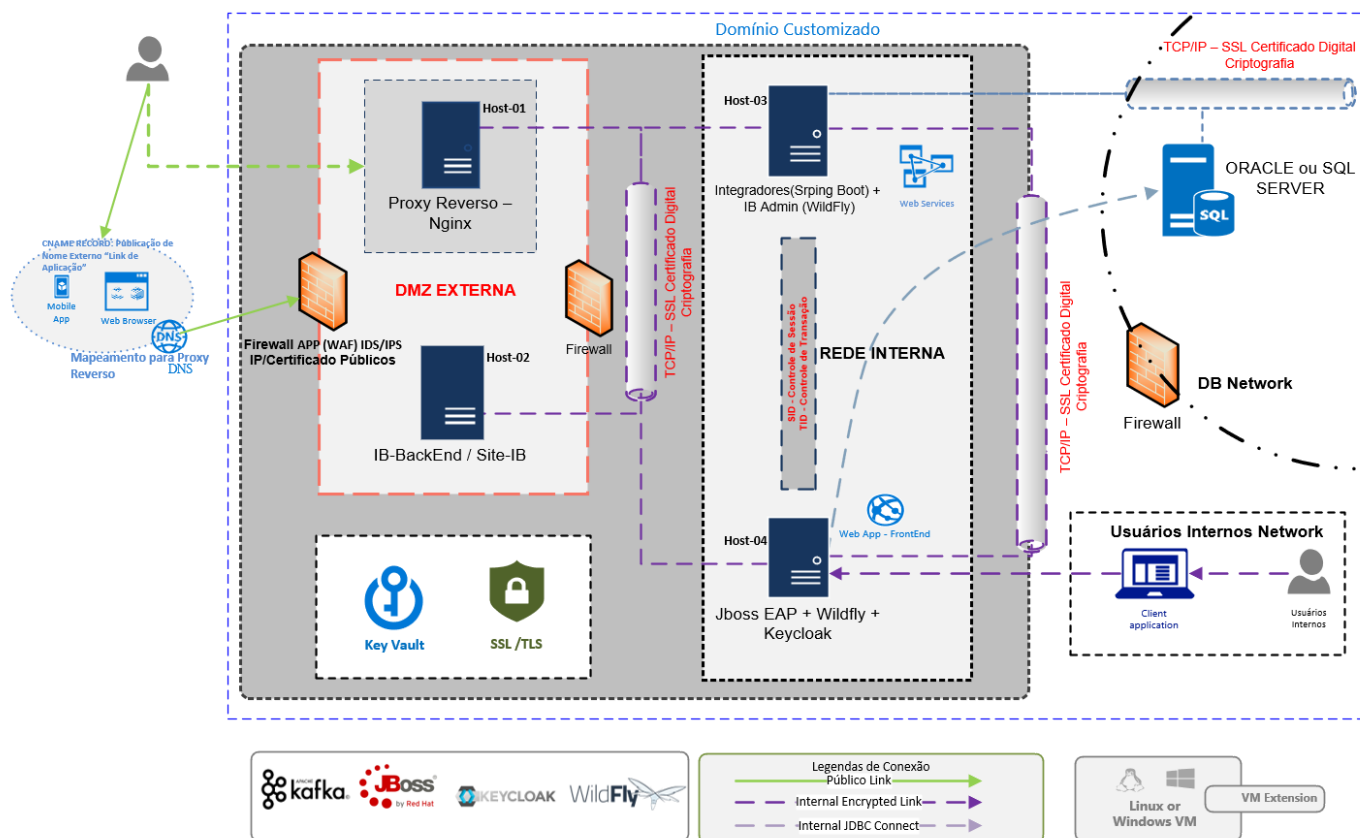 Domínio Customizado
TCP/IP – SSL Certificado Digital
Criptografia
Host-01
Proxy Reverso –
Nginx
Host-03
Integradores(Srping Boot) +
IB Admin (WildFly)
Web Services
ORACLE ou SQL
SERVER
SQL
CNAME RECORD: Públicação de
Nome Externo “Link de
Aplicação”
Mobile
App
Web Browser
DNS
Mapeamento para Proxy
Reverso
DNS
DMZ EXTERNA
Firewall APP (WAF) IDS/IPS
IP/Certificado Públicos
Firewall
Host-02
IB-BackEnd / Site-IB
TCP/IP – SSL Certificado Digital
Criptografia
SID - Controle de Sessão
TID - Controle de Transação
REDE INTERNA
TCP/IP – SSL Certificado Digital
Criptografia
DB Network
Firewall
Web App - FrontEnd
Host-04
Jboss EAP + Wildfly +
Keycloak
Usuários Internos Network
Client
application
Usuários
Internos
Key Vault
SSL /TLS
APACHE
kafka
JBoss
by Red Hat
KEYCLOAK
WildFly
Legendas de Conexão
Público Link
Internal Encrypted Link
Internal JDBC Connect
Linux or
Windows VM
VM Extension